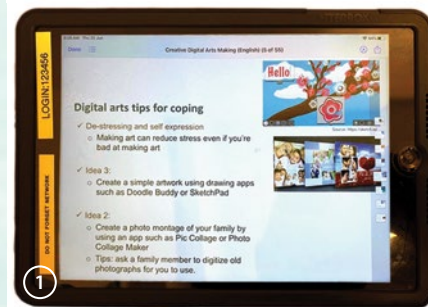 LOGIN:123456
DO NOT FORGET NETWORK
Done
Creative Digital Arts Making (English) (5 of 55)
Hello
Digital arts tips for coping
✓ De-stressing and self expression
o Making art can reduce stress even if you're
bad at making art
✓ Idea 3:
o Create a simple artwork using drawing apps
such as Doodle Buddy or SketchPad
✓ Idea 2:
o Create a photo montage of your family by
using an app such as Pic Collage or Photo
Collage Maker
o Tips: ask a family member to digitize old
photographs for you to use.
1